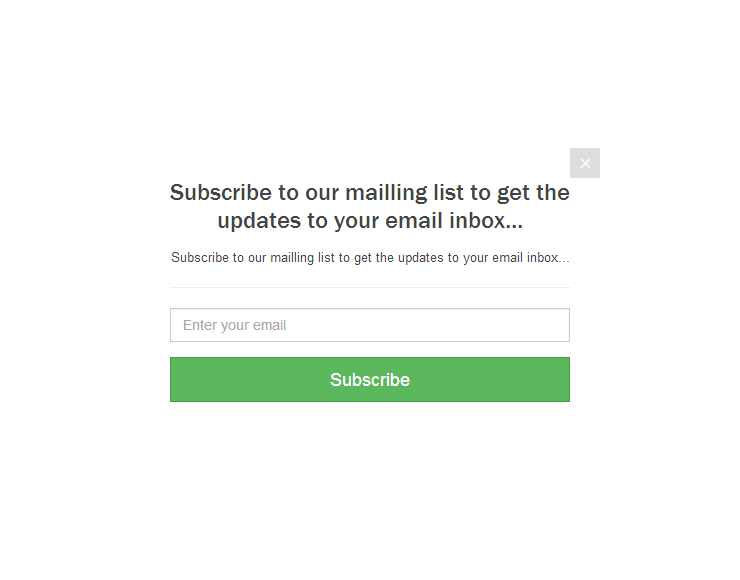 ×
Subscribe to our mailling list to get the
updates to your email inbox...
Subscribe to our mailling list to get the updates to your email inbox...
Enter your email
Subscribe